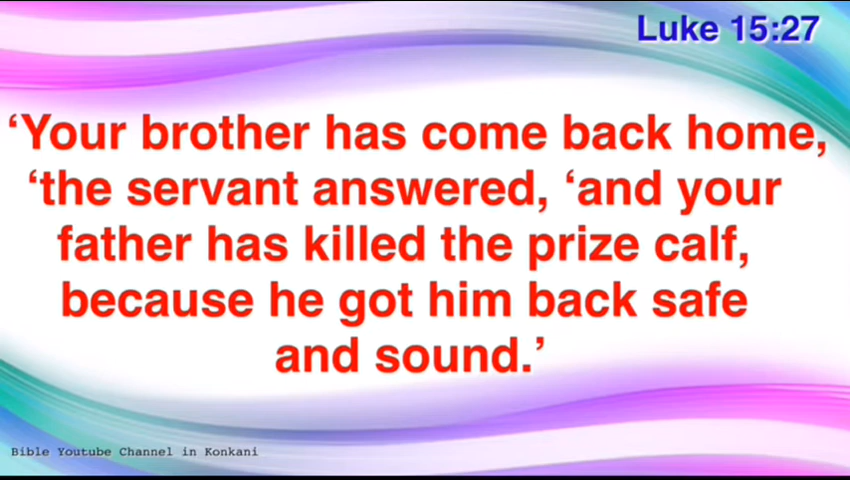 Luke 15:27
‘Your brother has come back home,
‘the servant answered, ‘and your
father has killed the prize calf,
because he got him back safe
and sound.’
Bible Youtube Channel in Konkani